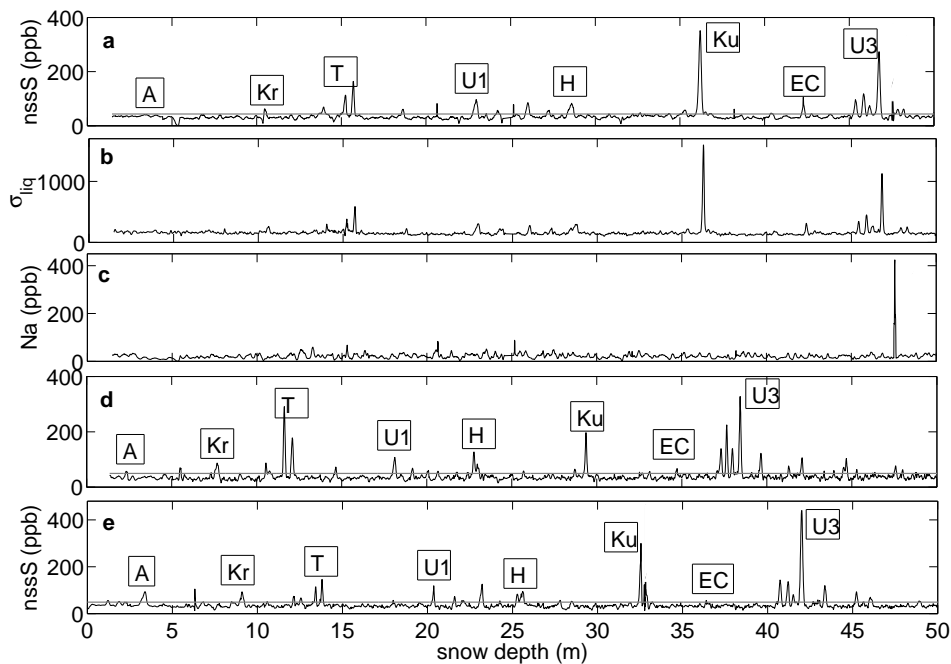 400
200
0
nssS (ppb)
a
A
Kr
T
U1
H
Ku
EC
U3
1000
0
σliq
b
400
200
0
Na (ppb)
c
400
200
0
d
A
Kr
T
U1
H
Ku
EC
U3
400
200
0
nssS (ppb)
e
A
Kr
T
U1
H
Ku
EC
U3
0 5 10 15 20 25 30 35 40 45 50
snow depth (m)